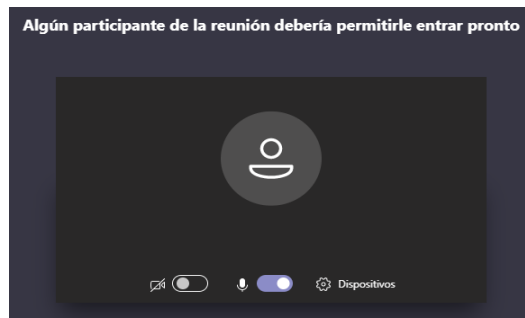 Algún participante de la reunión debería permitirle entrar pronto
Dispositivos